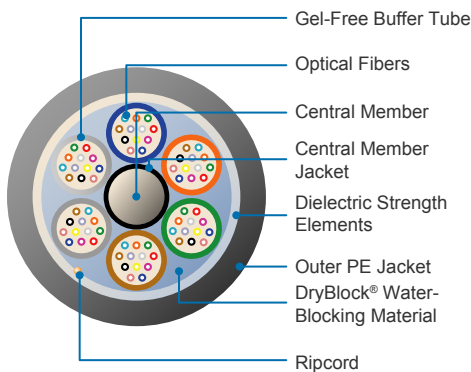 Gel-Free Buffer Tube
Optical Fibers
Central Member
Central Member
Jacket
Dielectric Strength
Elements
Outer PE Jacket
DryBlock® Water-
Blocking Material
Ripcord